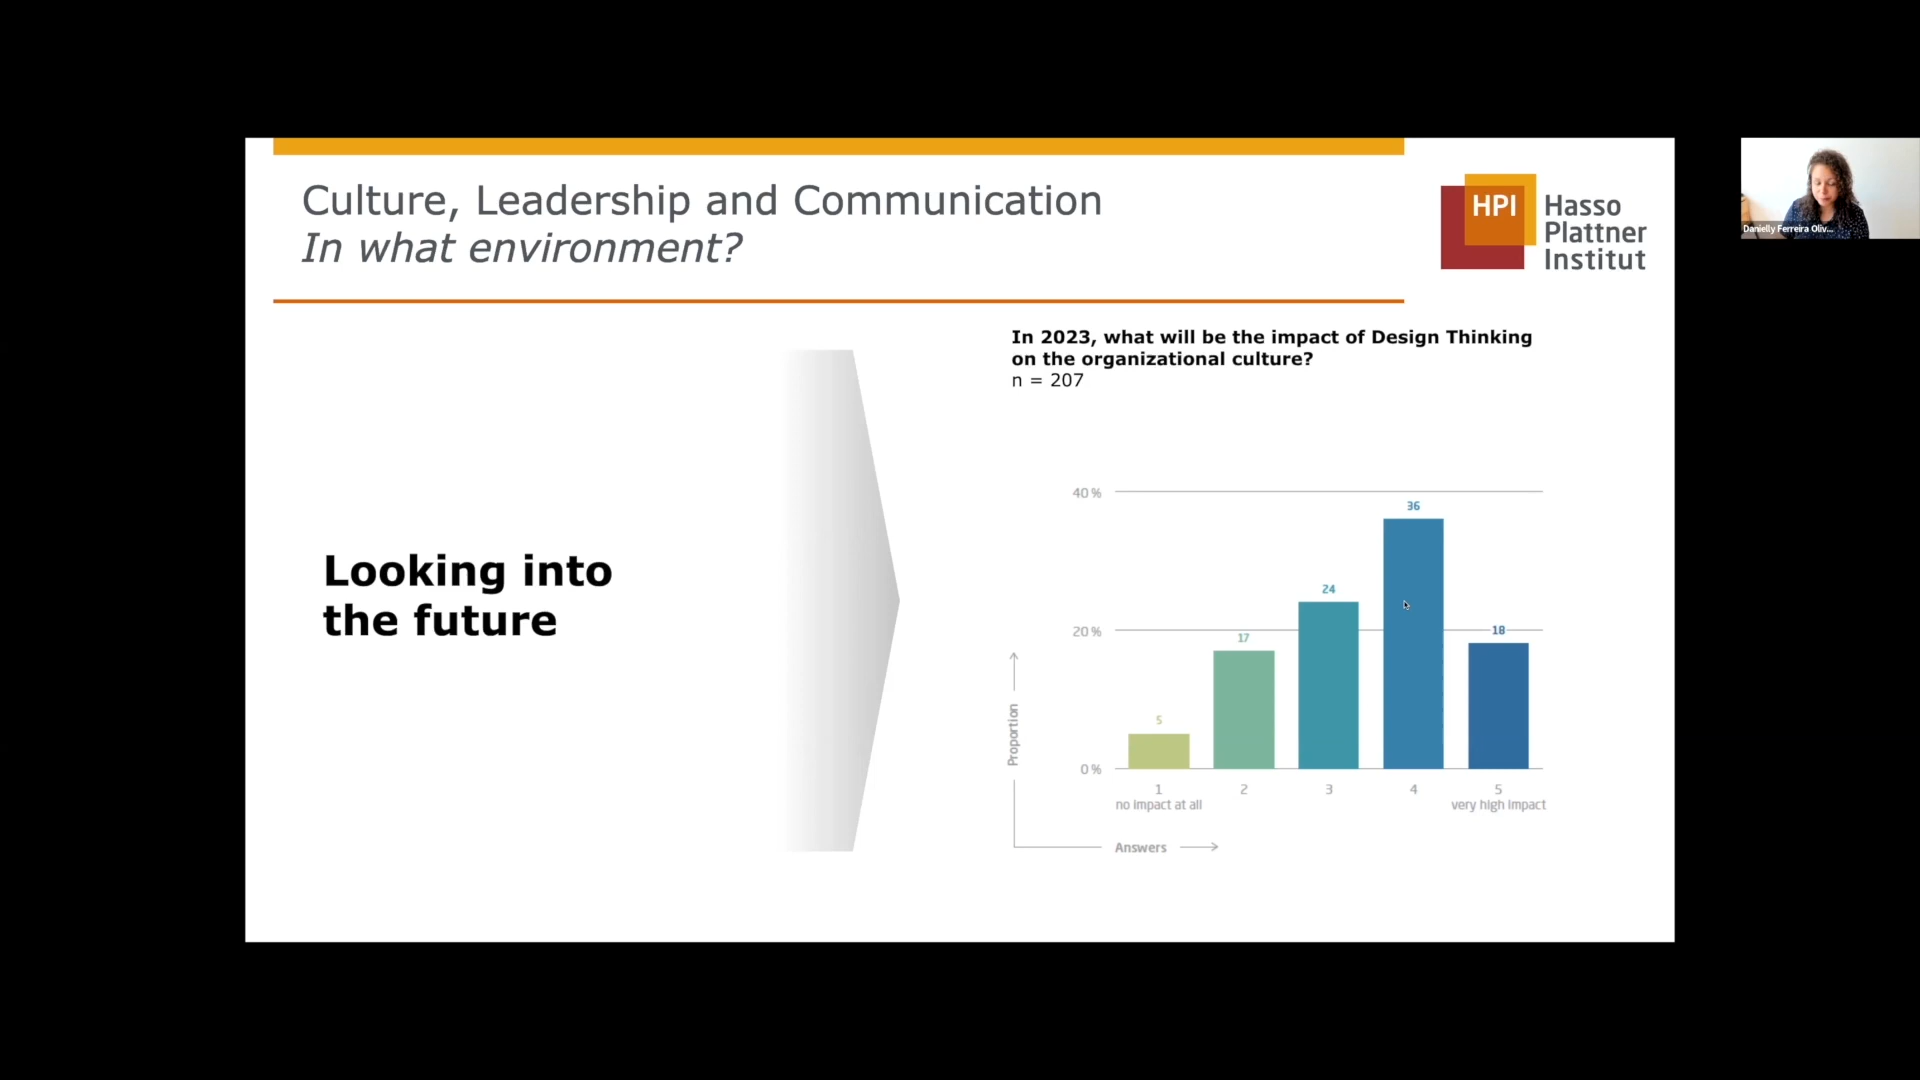 Culture, Leadership and Communication
In what environment?
HPI
Hasso
Plattner
Institut
Danielly Ferreira Oliv...
In 2023, what will be the impact of Design Thinking
on the organizational culture?
n = 207
Looking into
the future
40 %
20 %
0 %
Proportion
5
17
24
36
18
1
no impact at all
2
3
4
5
very high impact
Answers